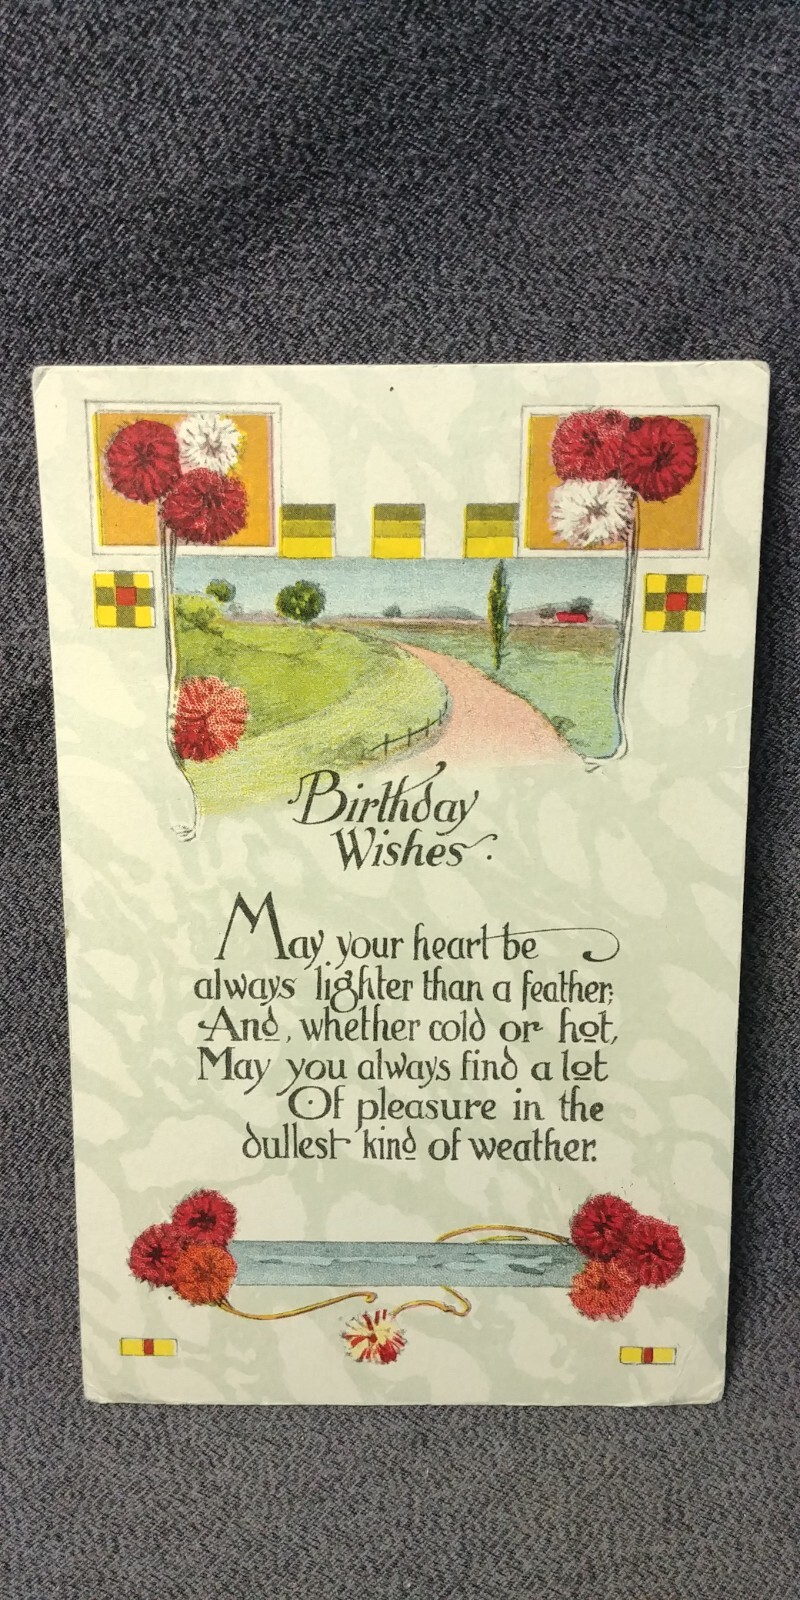 Birthday
Wishes.
May your heart be
always lighter than a feather;
And, whether cold or hot,
May you always find a lot
Of pleasure in the
dullest kind of weather.